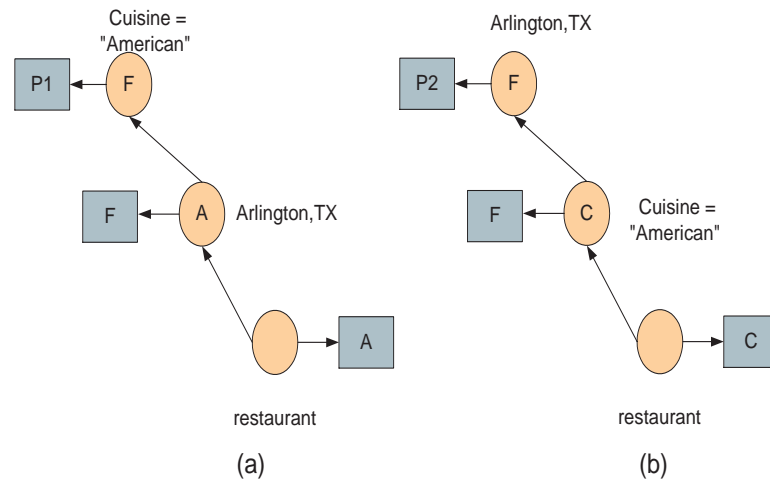 Cuisine =
"American"
P1
F
F
A
Arlington,TX
A
restaurant
(a)
Arlington,TX
P2
F
F
C
Cuisine =
"American"
C
restaurant
(b)